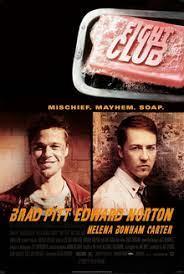 FIGHT
CLUB
MISCHIEF. MAYHEM. SOAP.
BRAD PITT EDWARD NORTON
HELENA BONHAM CARTER